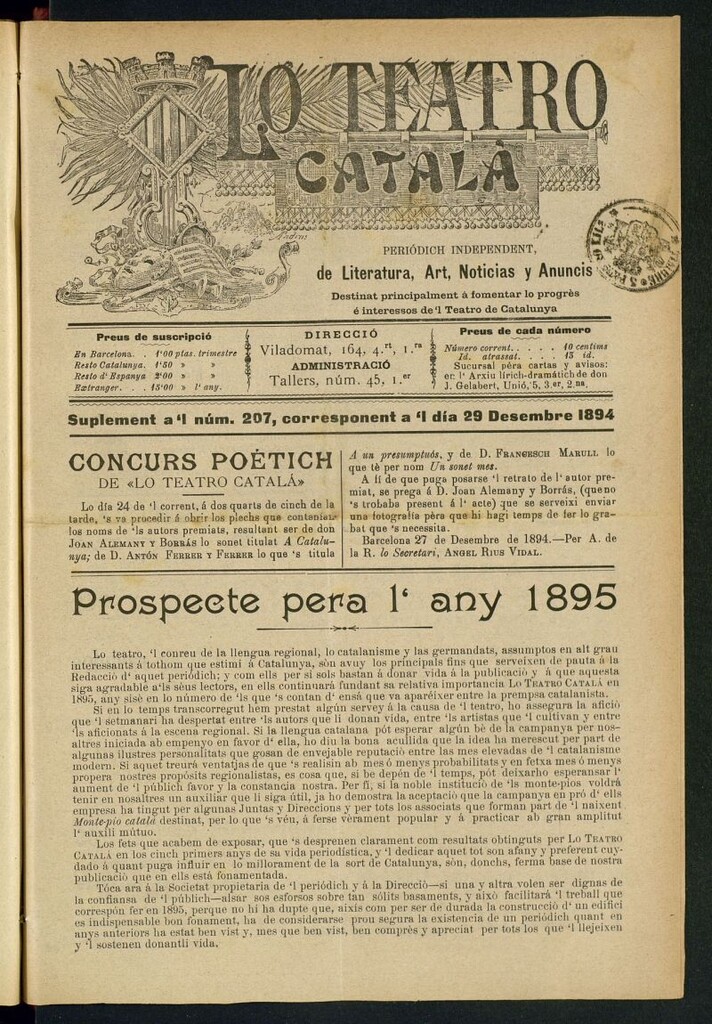 LO TEATRO
CATALÀ
PERIÓDICH INDEPENDENT,
de Literatura, Art, Noticias y Anuncis
Destinat principalment á fomentar lo progrès
é interessos de 'l Teatro de Catalunya
Preus de suscripció
En Barcelona. . 1'00 ptas. trimestre
Resto Catalunya. 1'50 » »
Resto d' Espanya 2'00 » »
Extranger. . . 15'00 » l' any.
DIRECCIÓ
Viladomat, 164, 4.rt, 1.ra
ADMINISTRACIÓ
Tallers, núm. 45, 1.er
Preus de cada número
Número corrent. . . . . 10 centims
Id. atrassat. . . . . 15 id.
Sucursal péra cartas y avisos:
en l' Arxiu lirich-dramátich de don
J. Gelabert, Unió, 5, 3.er, 2.na
Suplement a 'l núm. 207, corresponent a 'l día 29 Desembre 1894
CONCURS POÉTICH
DE «LO TEATRO CATALÁ»
Lo día 24 de 'l corrent, á dos quarts de cinch de la
tarde, 's va procedir á obrir los plechs que contenían
los noms de 'ls autors premiats, resultant ser de don
JOAN ALEMANY Y BORRÁS lo sonet titulat A Catalu-
nya; de D. ANTÓN FERRER Y FERRER lo que 's titula
A un presumptuós, y de D. FRANCESCH MARULL lo
que tè per nom Un sonet mes.
A fi de que puga posarse 'l retrato de l' autor pre-
miat, se prega á D. Joan Alemany y Borrás, (que no
's trobaba present á l' acte) que se serveixi enviar
una fotografía pèra que hi hagi temps de fer lo gra-
bat que 's necessita.
Barcelona 27 de Desembre de 1894.—Per A. de
la R. lo Secretari, ANGEL RIUS VIDAL.
Prospecte pera l' any 1895
Lo teatro, 'l conreu de la llengua regional, lo catalanisme y las germandats, assumptos en alt grau
interessants á tothom que estimi á Catalunya, són avuy los principals fins que serveixen de pauta á la
Redacció d' aquet periódich; y com ells per si sols bastan á donar vida á la publicació y á que aquesta
siga agradable a 'ls séus lectors, en ells continuará fundant sa relativa importancia LO TEATRO CATALÁ en
1895, any sisè en lo número de 'ls que 's contan d' ensá que va aparéixer entre la prempsa catalanista.
Si en lo temps transcorregut hem prestat algún servey á la causa de 'l teatro, ho assegura la afició
que 'l setmanari ha despertat entre 'ls autors que li donan vida, entre 'ls artistas que 'l cultivan y entre
'ls aficionats á la escena regional. Si la llengua catalana pót esperar algún bè de la campanya per nos-
altres iniciada ab empenyo en favor d' ella, ho diu la bona acullida que la idea ha merescut per part de
algunas ilustres personalitats que gosan de envejable reputació entre las mes elevadas de 'l catalanisme
modern. Si aquet treurá ventatjas de que 's realisin ab mes ó menys probabilitats y en fetxa mes ó menys
propera nostres propósits regionalistas, es cosa que, si be depén de 'l temps, pót deixarho esperansar l'
aument de 'l públich favor y la constancia nostra. Per fi, si la noble institució de 'ls monte-pios voldrá
tenir en nosaltres un auxiliar que li siga útil, ja ho demostra la aceptació que la campanya en pró d' ells
empresa ha tingut per algunas Juntas y Direccions y per tots los associats que forman part de 'l naixent
Monte-pio catalá destinat, per lo que 's véu, á ferse vérament popular y á practicar ab gran amplitut
l' auxili mútuo.
Los fets que acabem de exposar, que 's desprenen clarament com resultats obtinguts per LO TEATRO
CATALÁ en los cinch primers anys de sa vida periodística, y 'l dedicar aquet tot son afany y preferent cuy-
dado á quant puga influir en lo millorament de la sort de Catalunya, són, donchs, ferma base de nostra
publicació que en ells está fonamentada.
Tóca ara á la Societat propietaria de 'l periódich y á la Direcció—si una y altra volen ser dignas de
la confiansa de 'l públich—alsar sos esforsos sobre tan sólits basaments, y aixó facilitará 'l treball que
correspón fer en 1895, perque no hi ha dupte que, aixís com per ser de durada la construcció d' un edifici
es indispensable bon fonament, ha de considerarse prou segura la existencia de un periódich quant en
anys anteriors ha estat ben vist y, mes que ben vist, ben comprés y apreciat per tots los que 'l llejeixen
y 'l sostenen donantli vida.